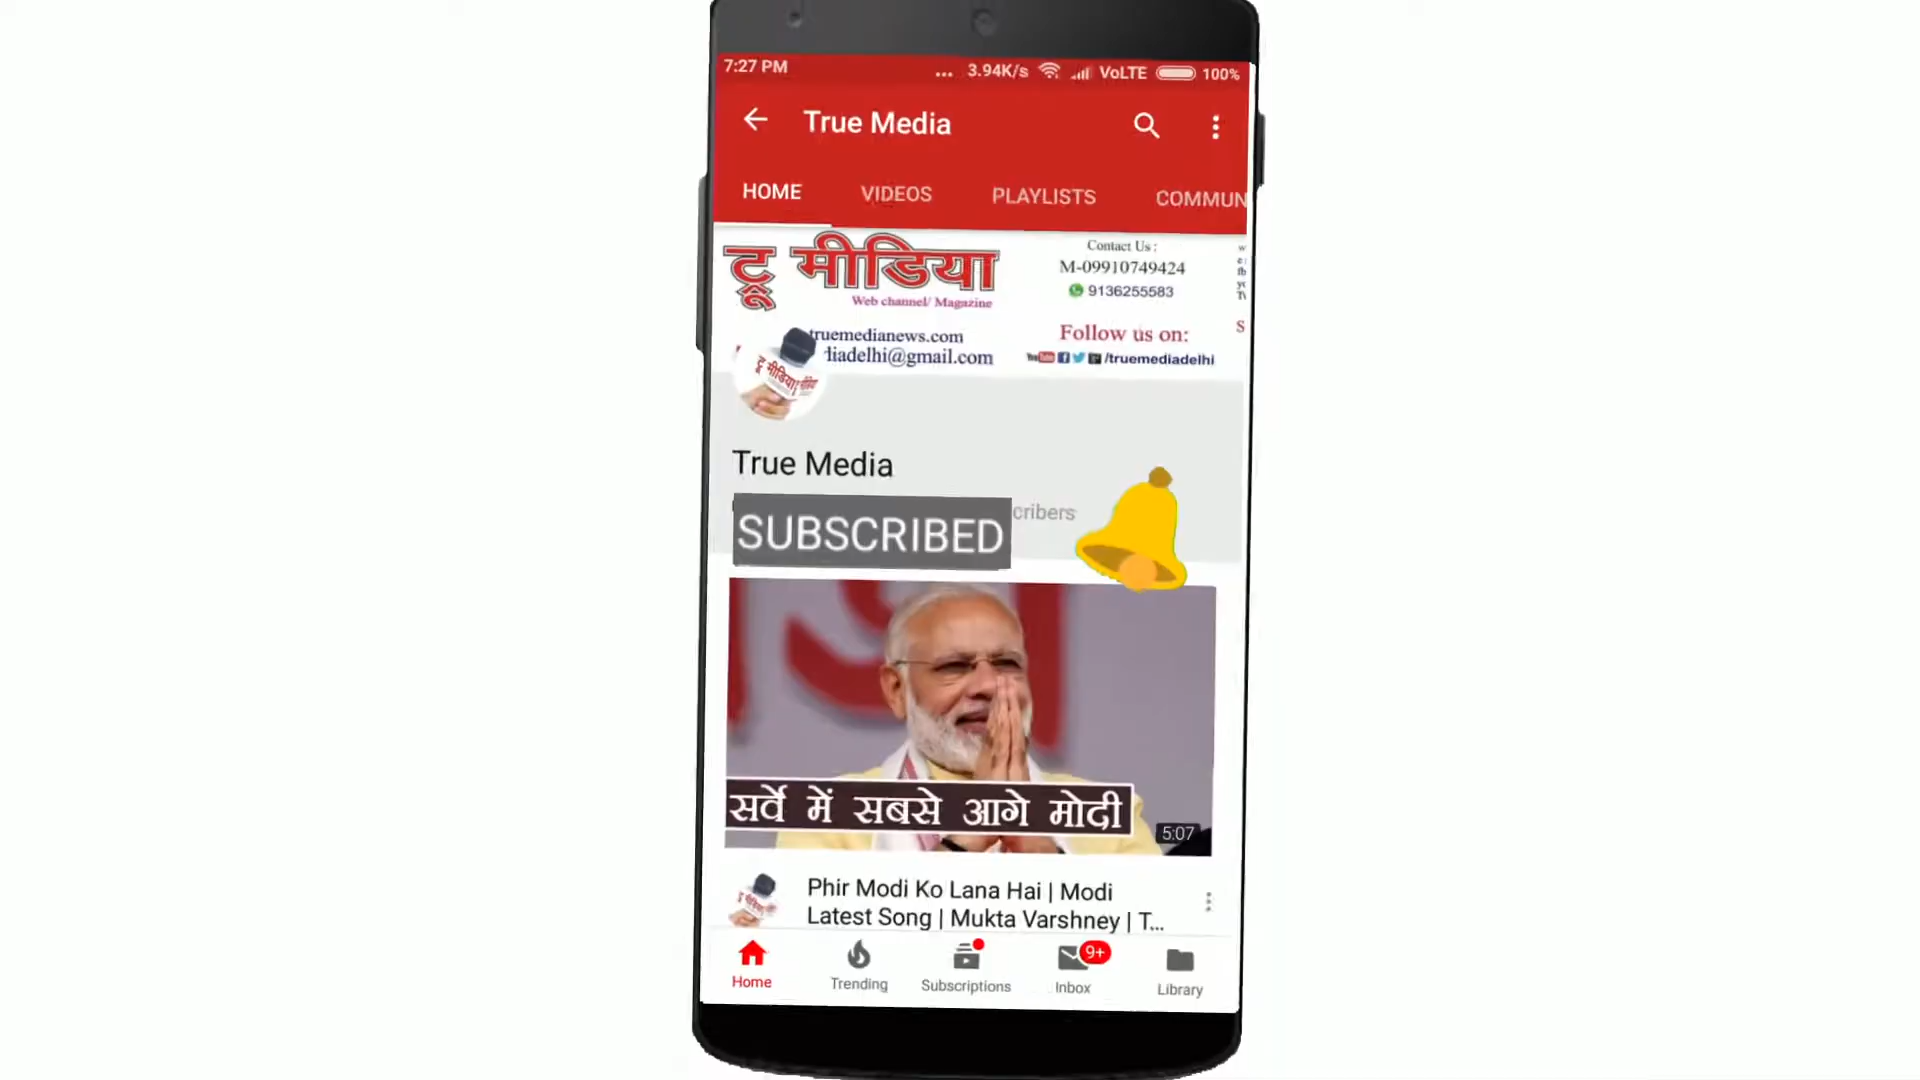 7:27 PM
... 3.94K/s VoLTE 100%
True Media
HOME VIDEOS PLAYLISTS COMMUN
ट्रू मीडिया
Web channel/ Magazine
Contact Us :
M-09910749424
9136255583
truemedianews.com
diadelhi@gmail.com
Follow us on:
YouTube /truemediadelhi
टू मीडिया
True Media
SUBSCRIBED
cribers
सर्वे में सबसे आगे मोदी
5:07
Phir Modi Ko Lana Hai | Modi
Latest Song | Mukta Varshney | T...
9+
Home Trending Subscriptions Inbox Library